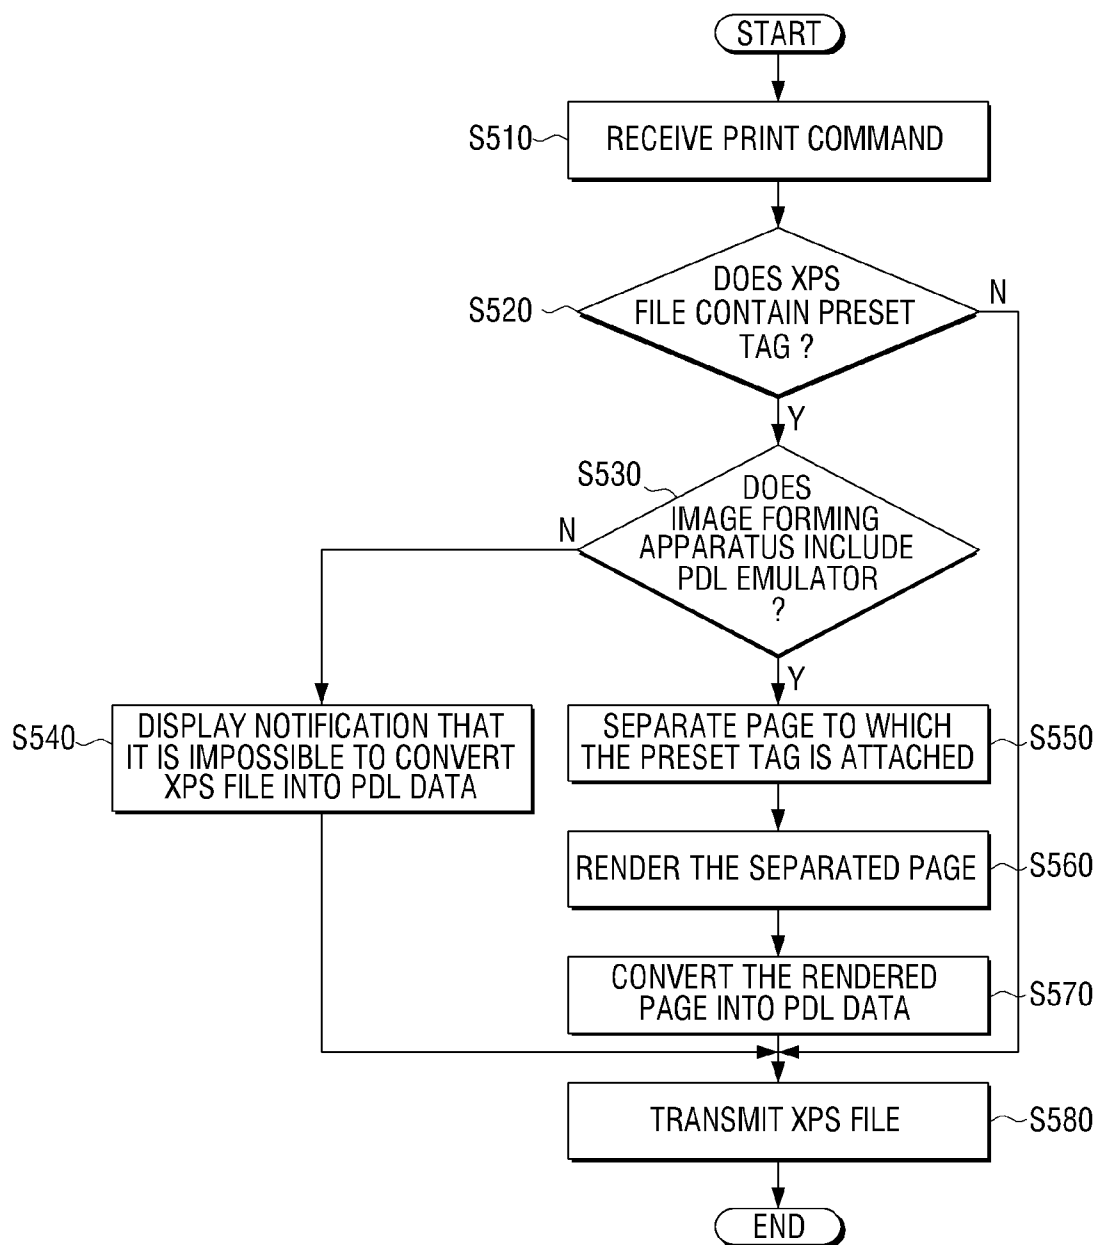 START
S510
RECEIVE PRINT COMMAND
S520
DOES XPS
FILE CONTAIN PRESET
TAG ?
N
Y
S530
DOES
IMAGE FORMING
APPARATUS INCLUDE
PDL EMULATOR
?
N
Y
S540
DISPLAY NOTIFICATION THAT
IT IS IMPOSSIBLE TO CONVERT
XPS FILE INTO PDL DATA
SEPARATE PAGE TO WHICH
THE PRESET TAG IS ATTACHED
S550
RENDER THE SEPARATED PAGE
S560
CONVERT THE RENDERED
PAGE INTO PDL DATA
S570
TRANSMIT XPS FILE
S580
END